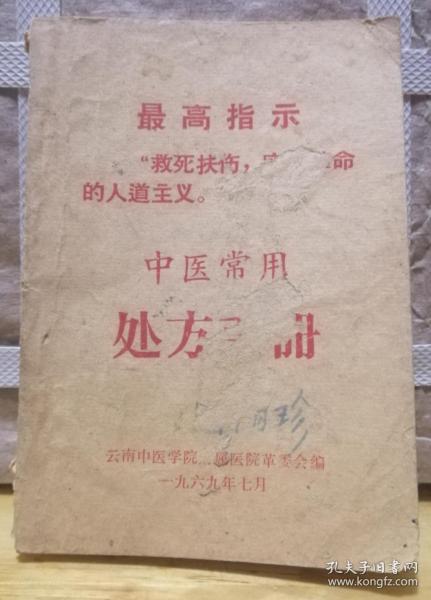 最高指示
“救死扶伤，命
的人道主义。
中医常用
处方册
珍
云南中医学院属医院革委会编
一九六九年七月
孔夫子旧书网
www.kongfz.com